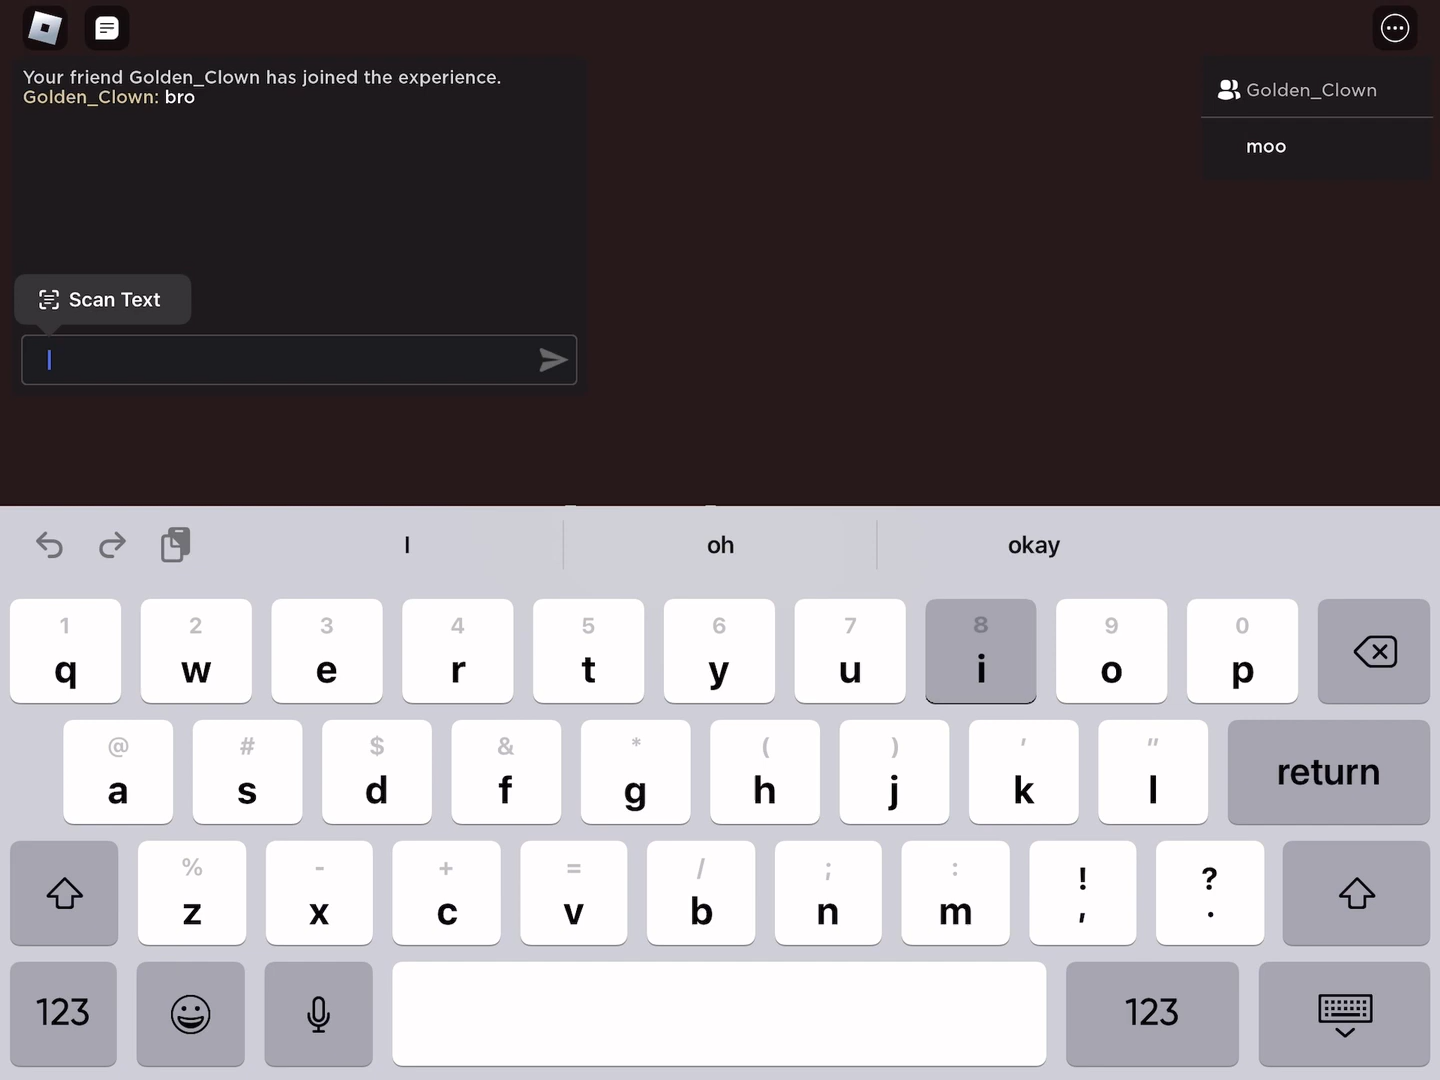 Your friend Golden_Clown has joined the experience.
Golden_Clown: bro
Golden_Clown
moo
Scan Text
I oh okay
1 2 3 4 5 6 7 8 9 0
q w e r t y u i o p
@ # $ & * ( ) ' "
a s d f g h j k l return
% - + = / ; : ! ?
z x c v b n m , .
123 123